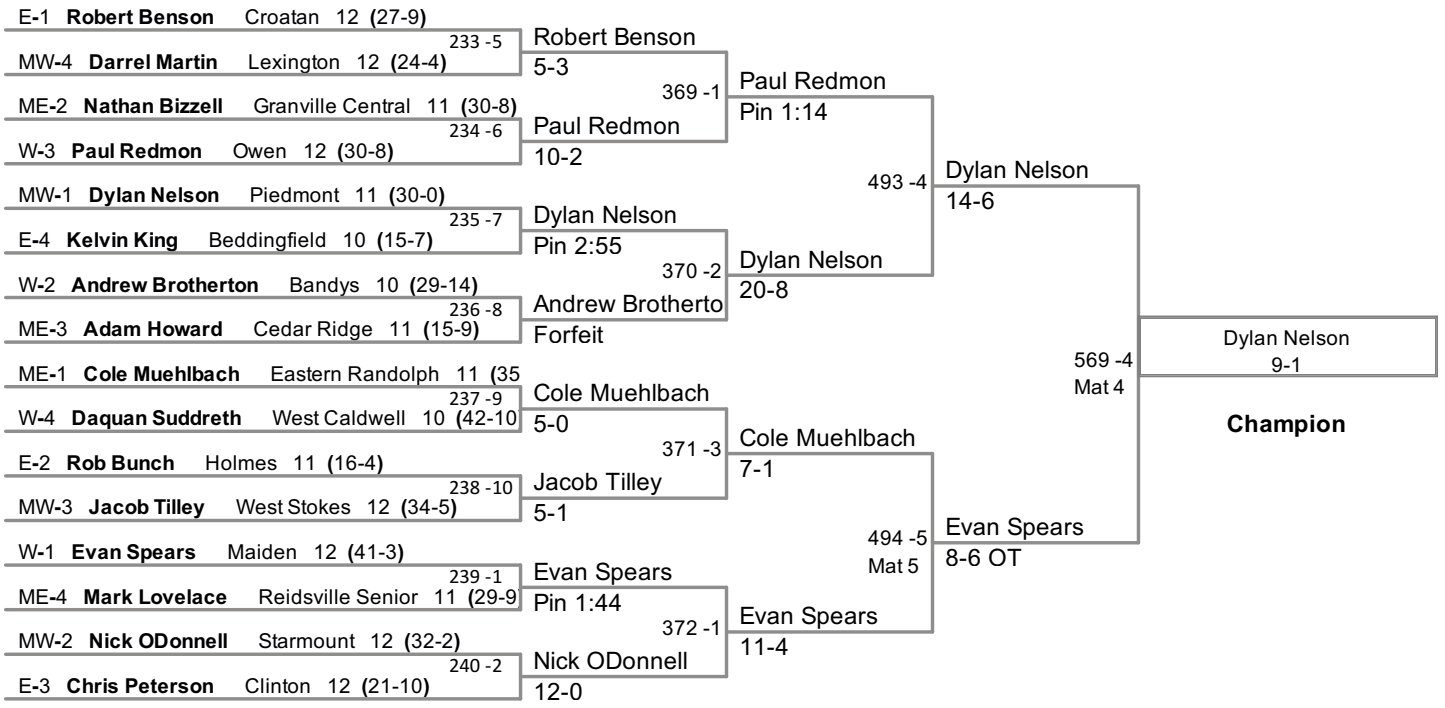 E-1 Robert Benson Croatan 12 (27-9)
233 -5
MW-4 Darrel Martin Lexington 12 (24-4)
Robert Benson
5-3
ME-2 Nathan Bizzell Granville Central 11 (30-8)
234 -6
W-3 Paul Redmon Owen 12 (30-8)
Paul Redmon
10-2
369 -1
Paul Redmon
Pin 1:14
MW-1 Dylan Nelson Piedmont 11 (30-0)
235 -7
E-4 Kelvin King Beddingfield 10 (15-7)
Dylan Nelson
Pin 2:55
W-2 Andrew Brotherton Bandys 10 (29-14)
236 -8
ME-3 Adam Howard Cedar Ridge 11 (15-9)
Andrew Brotherto
Forfeit
370 -2
Dylan Nelson
20-8
493 -4
Dylan Nelson
14-6
ME-1 Cole Muehlbach Eastern Randolph 11 (35
237 -9
W-4 Daquan Suddreth West Caldwell 10 (42-10
Cole Muehlbach
5-0
E-2 Rob Bunch Holmes 11 (16-4)
238 -10
MW-3 Jacob Tilley West Stokes 12 (34-5)
Jacob Tilley
5-1
371 -3
Cole Muehlbach
7-1
W-1 Evan Spears Maiden 12 (41-3)
239 -1
ME-4 Mark Lovelace Reidsville Senior 11 (29-9
Evan Spears
Pin 1:44
MW-2 Nick ODonnell Starmount 12 (32-2)
240 -2
E-3 Chris Peterson Clinton 12 (21-10)
Nick ODonnell
12-0
372 -1
Evan Spears
11-4
494 -5
Mat 5
Evan Spears
8-6 OT
569 -4
Mat 4
Dylan Nelson
9-1
Champion